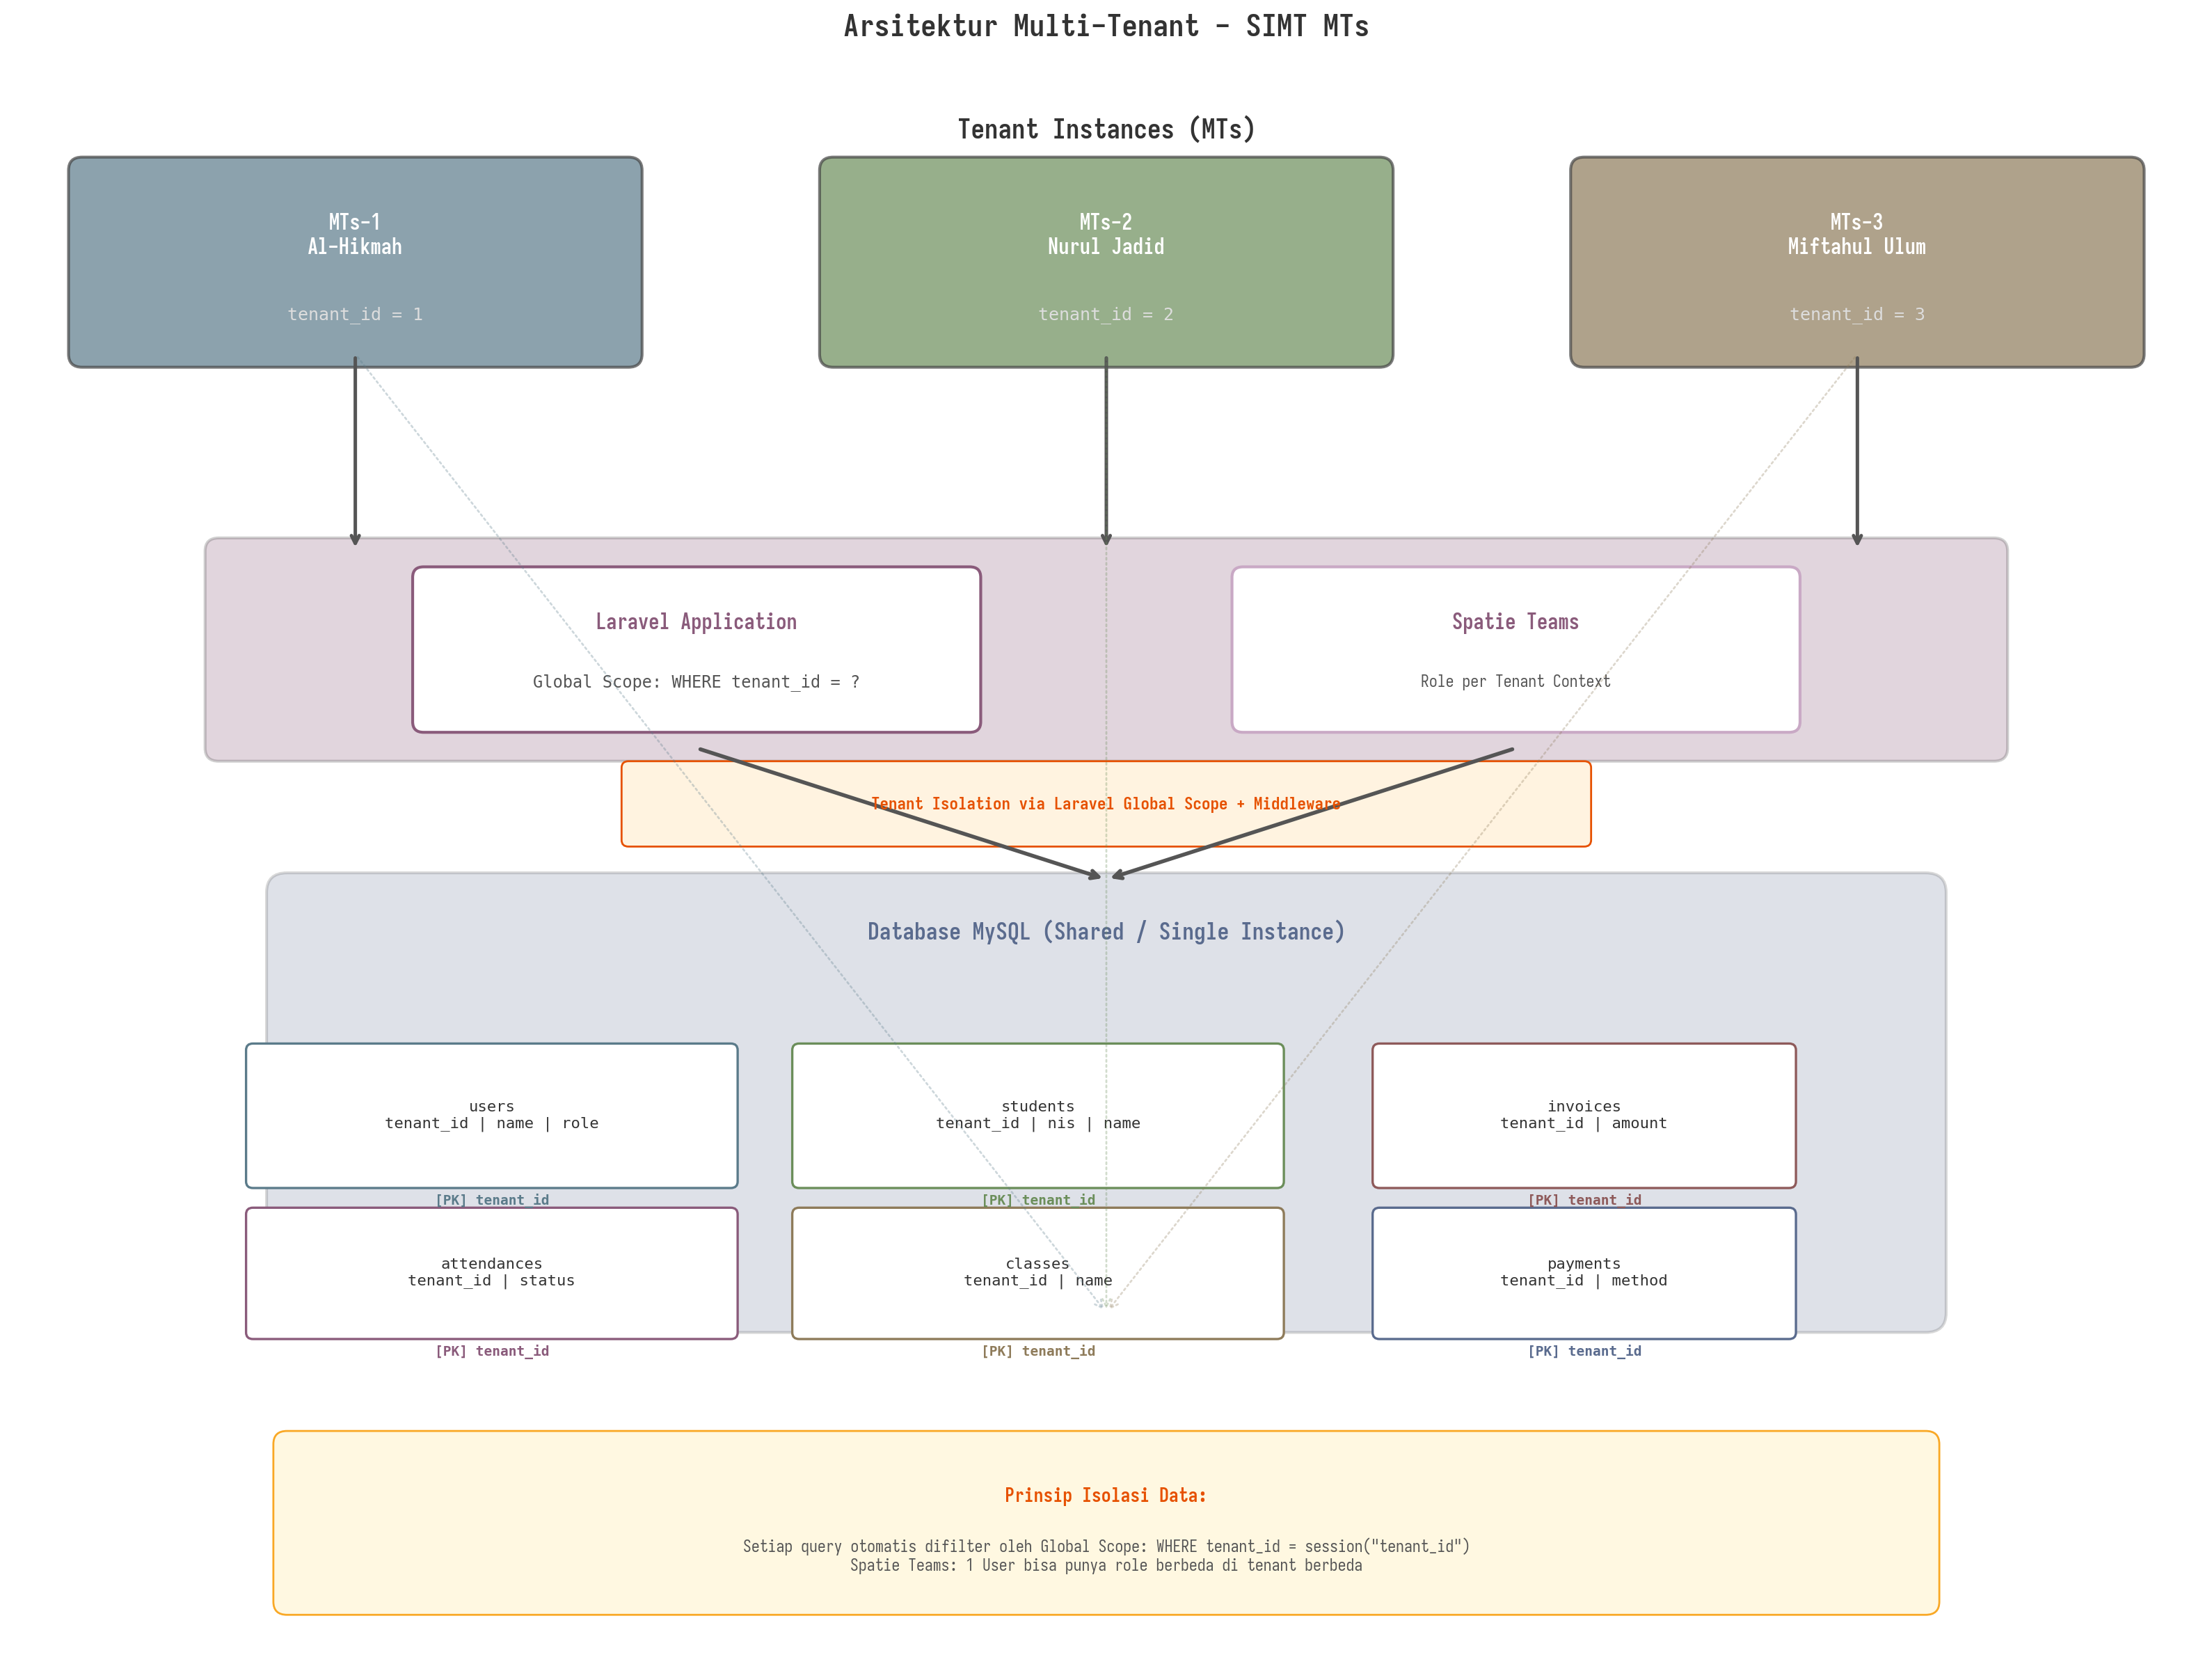 Arsitektur Multi-Tenant - SIMT MTs
Tenant Instances (MTs)
MTs-1
Al-Hikmah
tenant_id = 1
MTs-2
Nurul Jadid
tenant_id = 2
MTs-3
Miftahul Ulum
tenant_id = 3
Laravel Application
Global Scope: WHERE tenant_id = ?
Spatie Teams
Role per Tenant Context
Tenant Isolation via Laravel Global Scope + Middleware
Database MySQL (Shared / Single Instance)
users
tenant_id | name | role
[PK] tenant_id
students
tenant_id | nis | name
[PK] tenant_id
invoices
tenant_id | amount
[PK] tenant_id
attendances
tenant_id | status
[PK] tenant_id
classes
tenant_id | name
[PK] tenant_id
payments
tenant_id | method
[PK] tenant_id
Prinsip Isolasi Data:
Setiap query otomatis difilter oleh Global Scope: WHERE tenant_id = session("tenant_id")
Spatie Teams: 1 User bisa punya role berbeda di tenant berbeda